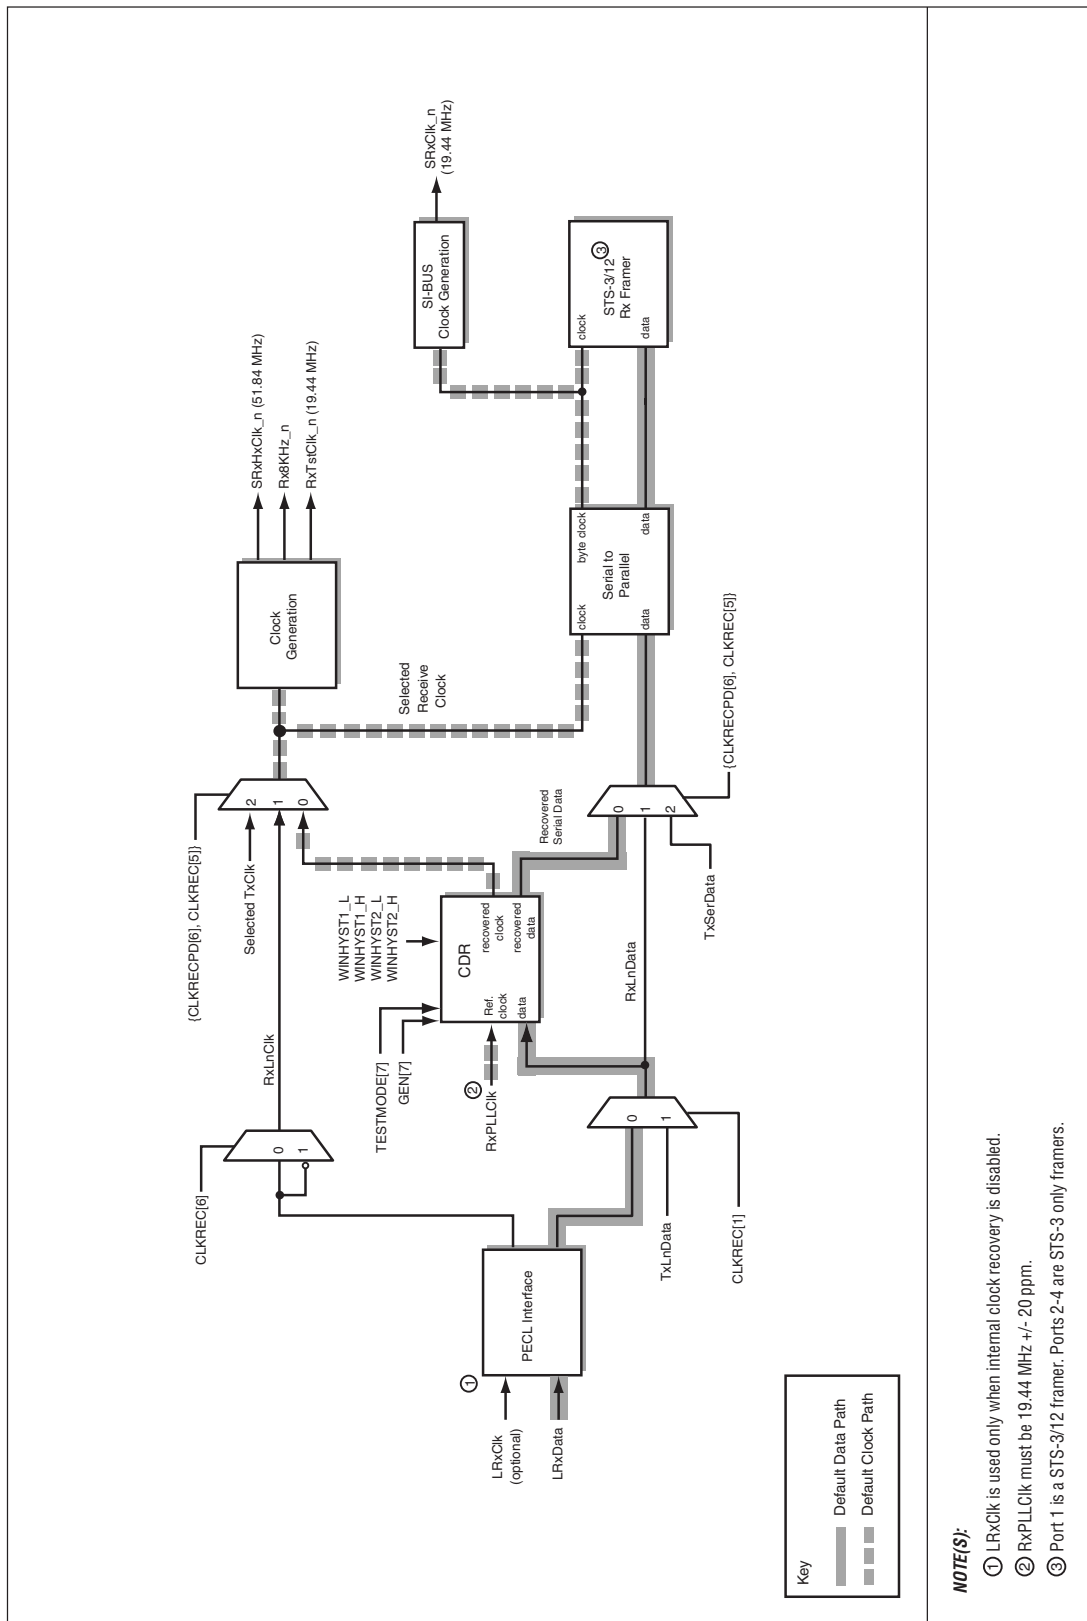 {CLKRECPD[6], CLKREC[5]}
CLKREC[6]
0
1
RxLnClk
Selected TxClk
2
1
0
Clock
Generation
SRxHxClk_n (51.84 MHz)
Rx8KHz_n
RxTstClk_n (19.44 MHz)
Selected
Receive
Clock
TESTMODE[7]
GEN[7]
WINHYST1_L
WINHYST1_H
WINHYST2_L
WINHYST2_H
SI-BUS
Clock Generation
SRxClk_n
(19.44 MHz)
2
RxPLLClk
CDR
Ref.
clock
data
recovered
clock
recovered
data
Recovered
Serial Data
1
LRxClk
(optional)
LRxData
PECL Interface
0
1
TxLnData
CLKREC[1]
RxLnData
0
1
2
TxSerData
{CLKRECPD[6], CLKREC[5]}
clock
byte clock
Serial to
Parallel
data
data
clock
STS-3/12
3
Rx Framer
data
Key
Default Data Path
Default Clock Path
NOTE(S):
1 LRxClk is used only when internal clock recovery is disabled.
2 RxPLLClk must be 19.44 MHz +/- 20 ppm.
3 Port 1 is a STS-3/12 framer. Ports 2-4 are STS-3 only framers.